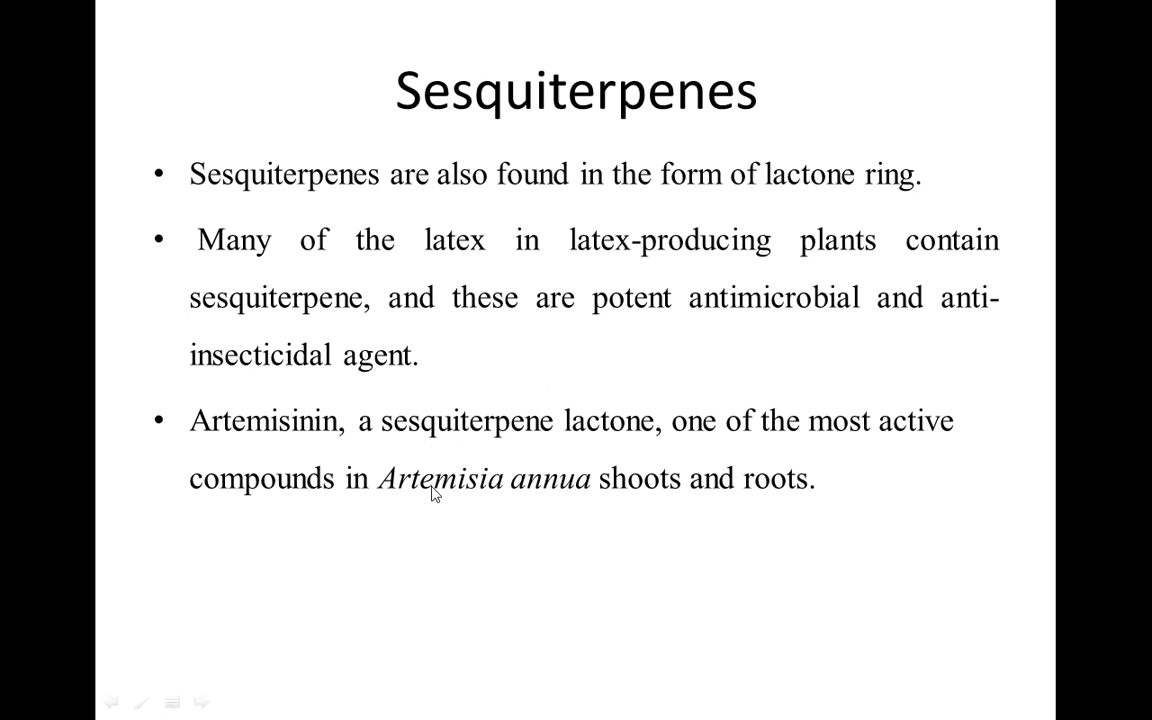 Sesquiterpenes
• Sesquiterpenes are also found in the form of lactone ring.
• Many of the latex in latex-producing plants contain
sesquiterpene, and these are potent antimicrobial and anti-
insecticidal agent.
• Artemisinin, a sesquiterpene lactone, one of the most active
compounds in Artemisia annua shoots and roots.